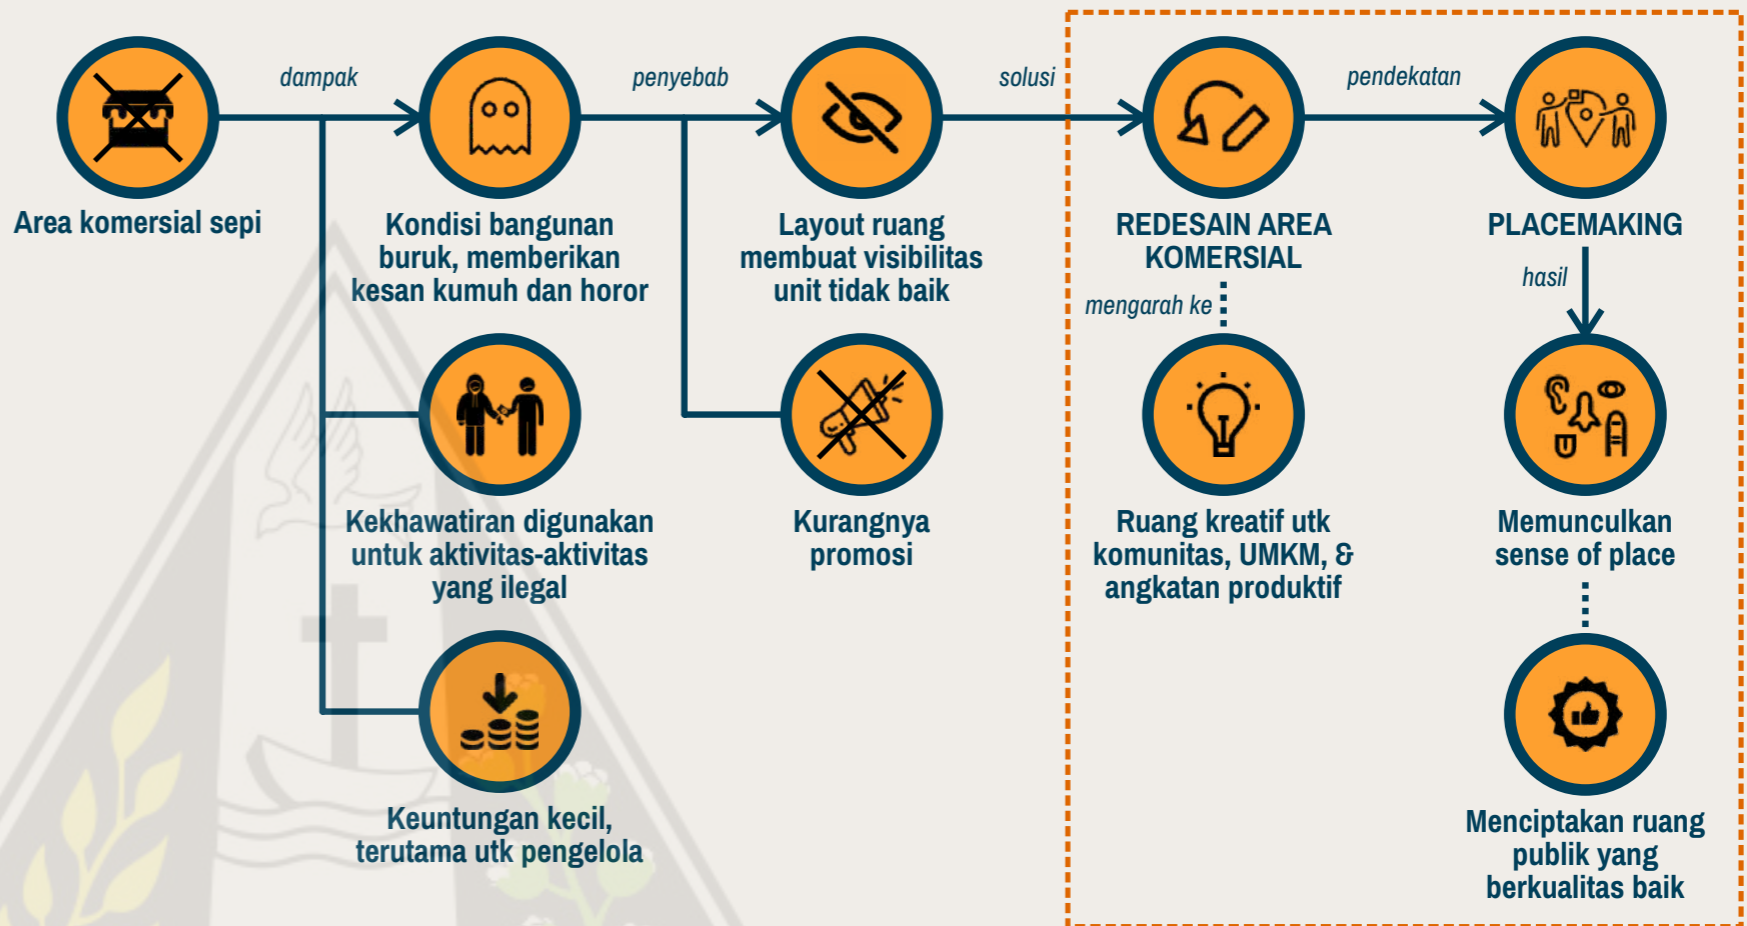 dampak
penyebab
solusi
pendekatan
Area komersial sepi
Kondisi bangunan
buruk, memberikan
kesan kumuh dan horor
Layout ruang
membuat visibilitas
unit tidak baik
REDESAIN AREA
KOMERSIAL
PLACEMAKING
mengarah ke
hasil
Kekhawatiran digunakan
untuk aktivitas-aktivitas
yang ilegal
Kurangnya
promosi
Ruang kreatif utk
komunitas, UMKM, &
angkatan produktif
Memunculkan
sense of place
Keuntungan kecil,
terutama utk pengelola
Menciptakan ruang
publik yang
berkualitas baik